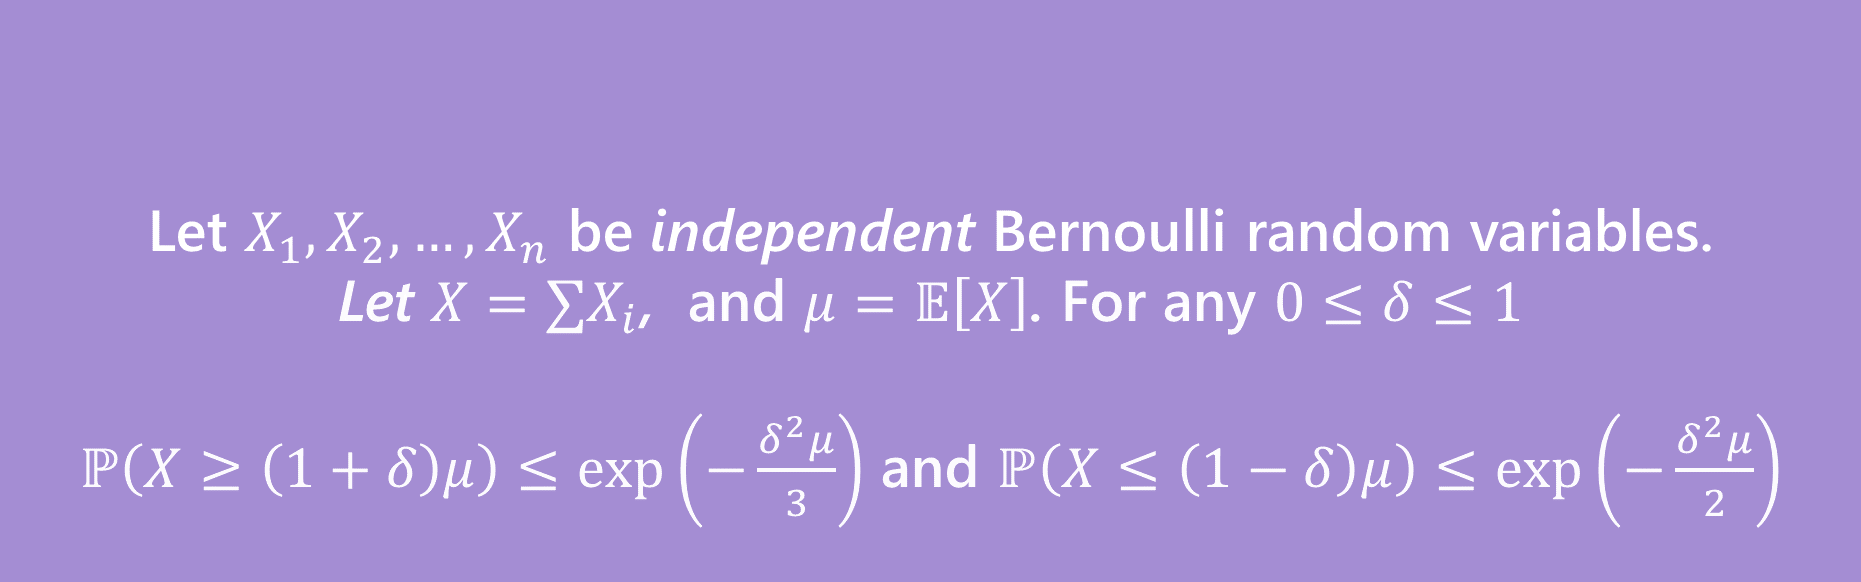 Let X₁, X₂, … , Xₙ be independent Bernoulli random variables.
Let X = ∑Xᵢ, and μ = 𝔼[X]. For any 0 ≤ δ ≤ 1
ℙ(X ≥ (1 + δ)μ) ≤ exp(−δ²μ/3) and ℙ(X ≤ (1 − δ)μ) ≤ exp(−δ²μ/2)